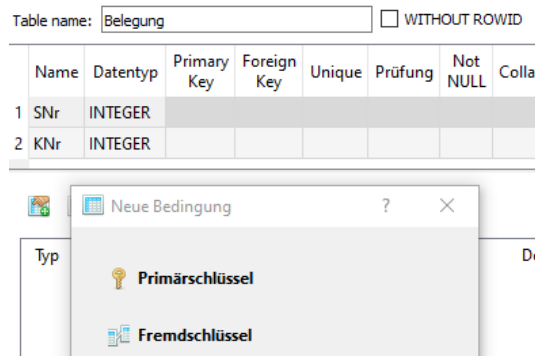 Table name: Belegung WITHOUT ROWID
Name Datentyp Primary Key Foreign Key Unique Prüfung Not NULL Colla
1 SNr INTEGER
2 KNr INTEGER
Neue Bedingung ? ×
Typ De
Primärschlüssel
Fremdschlüssel